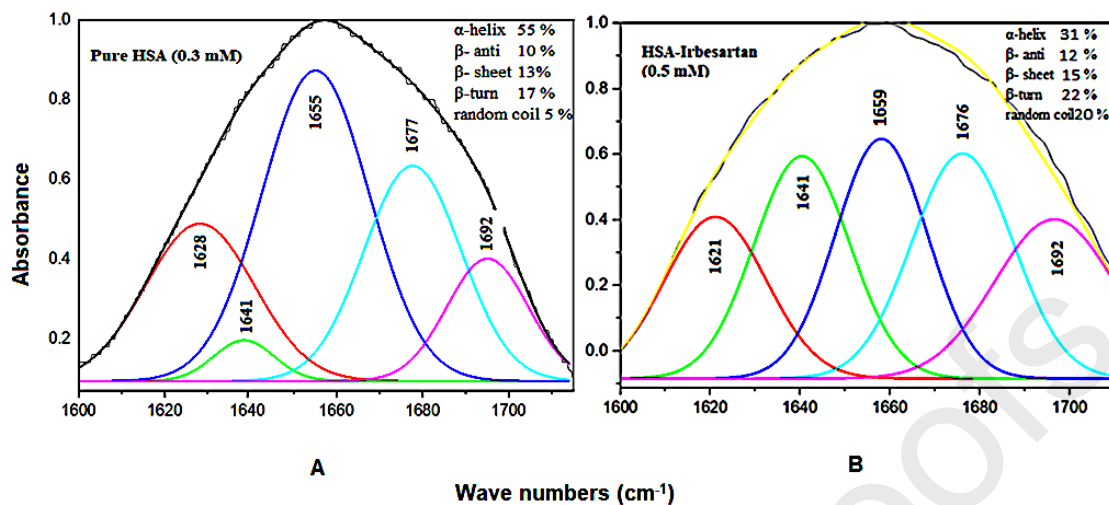 Pure HSA (0.3 mM)
α-helix 55 %
β- anti 10 %
β- sheet 13%
β-turn 17 %
random coil 5 %
1628
1641
1655
1677
1692
1.0
0.8
0.6
0.4
0.2
1600
1640
1660
1680
1700
A
HSA-Irbesartan
(0.5 mM)
α-helix 31 %
β- anti 12 %
β- sheet 15 %
β-turn 22 %
random coil20 %
1621
1641
1659
1676
1692
1.0
0.8
0.6
0.4
0.2
0.0
1600
1620
1640
1660
1680
1700
B
Absorbance
Wave numbers (cm⁻¹)